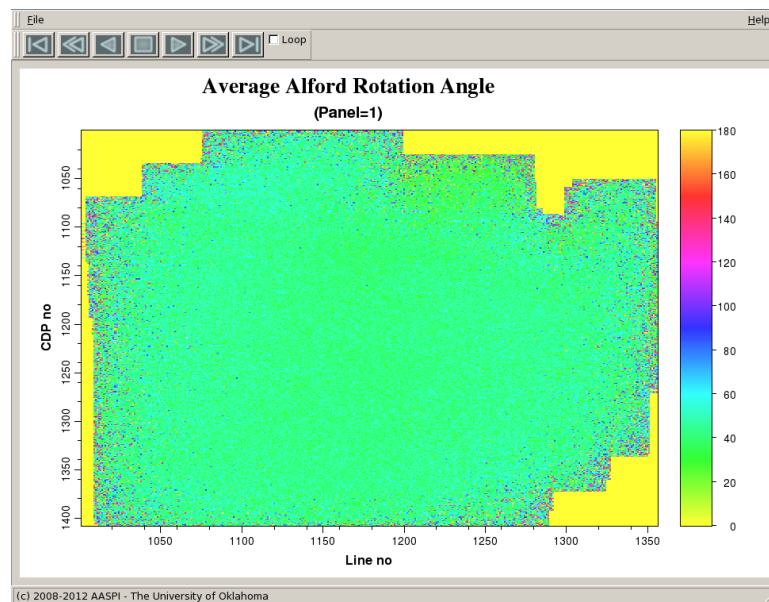 File Help
Loop
Average Alford Rotation Angle
(Panel=1)
180
160
140
120
100
80
60
40
20
0
CDP no
1050
1100
1150
1200
1250
1300
1350
1400
1050 1100 1150 1200 1250 1300 1350
Line no
(c) 2008-2012 AASPI - The University of Oklahoma